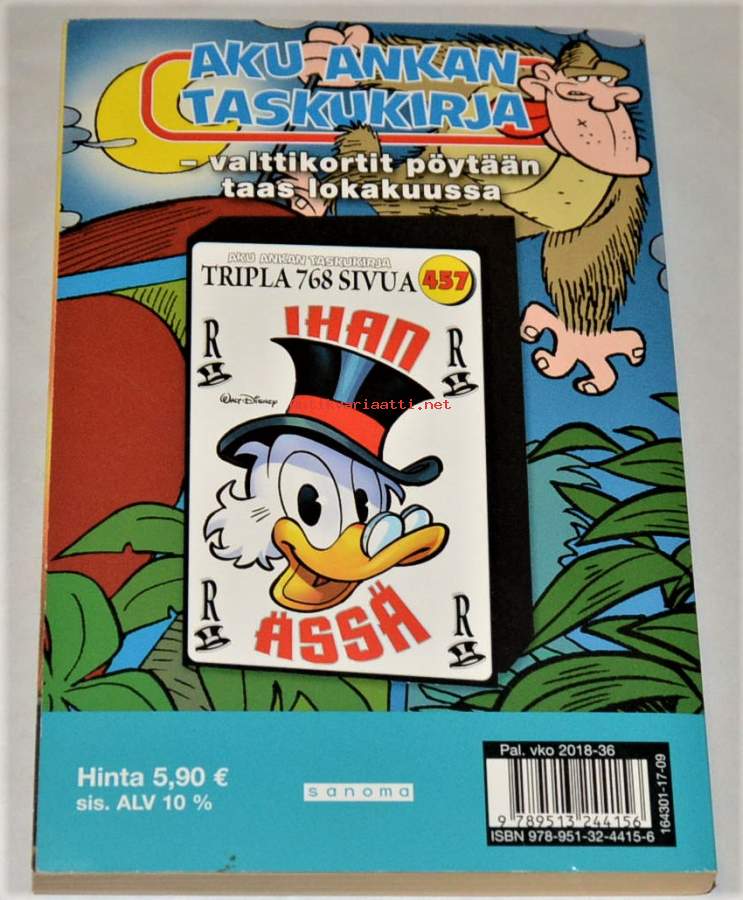 AKU ANKAN
TASKUKIRJA
– valttikortit pöytään
taas lokakuussa
AKU ANKAN TASKUKIRJA
TRIPLA 768 SIVUA 457
IHAN
R
R
WALT DISNEY
antikvariaatti.net
R
R
ÄSSÄ
Hinta 5,90 €
sis. ALV 10 %
sanoma
Pal. vko 2018-36
9 789513 244156
ISBN 978-951-32-4415-6
164301-17-09